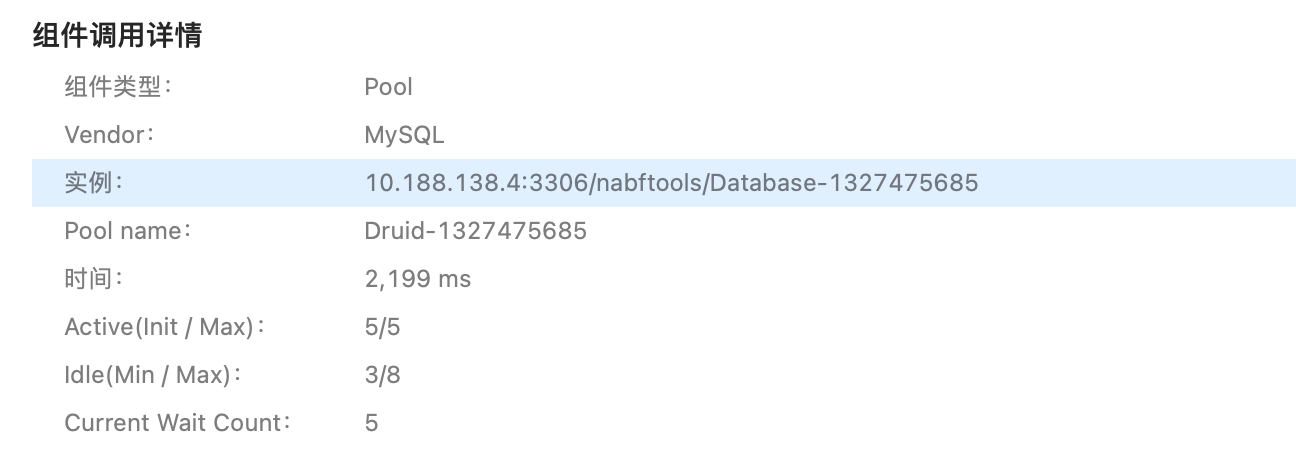 组件调用详情
组件类型： Pool
Vendor： MySQL
实例： 10.188.138.4:3306/nabftools/Database-1327475685
Pool name： Druid-1327475685
时间： 2,199 ms
Active(Init / Max)： 5/5
Idle(Min / Max)： 3/8
Current Wait Count： 5